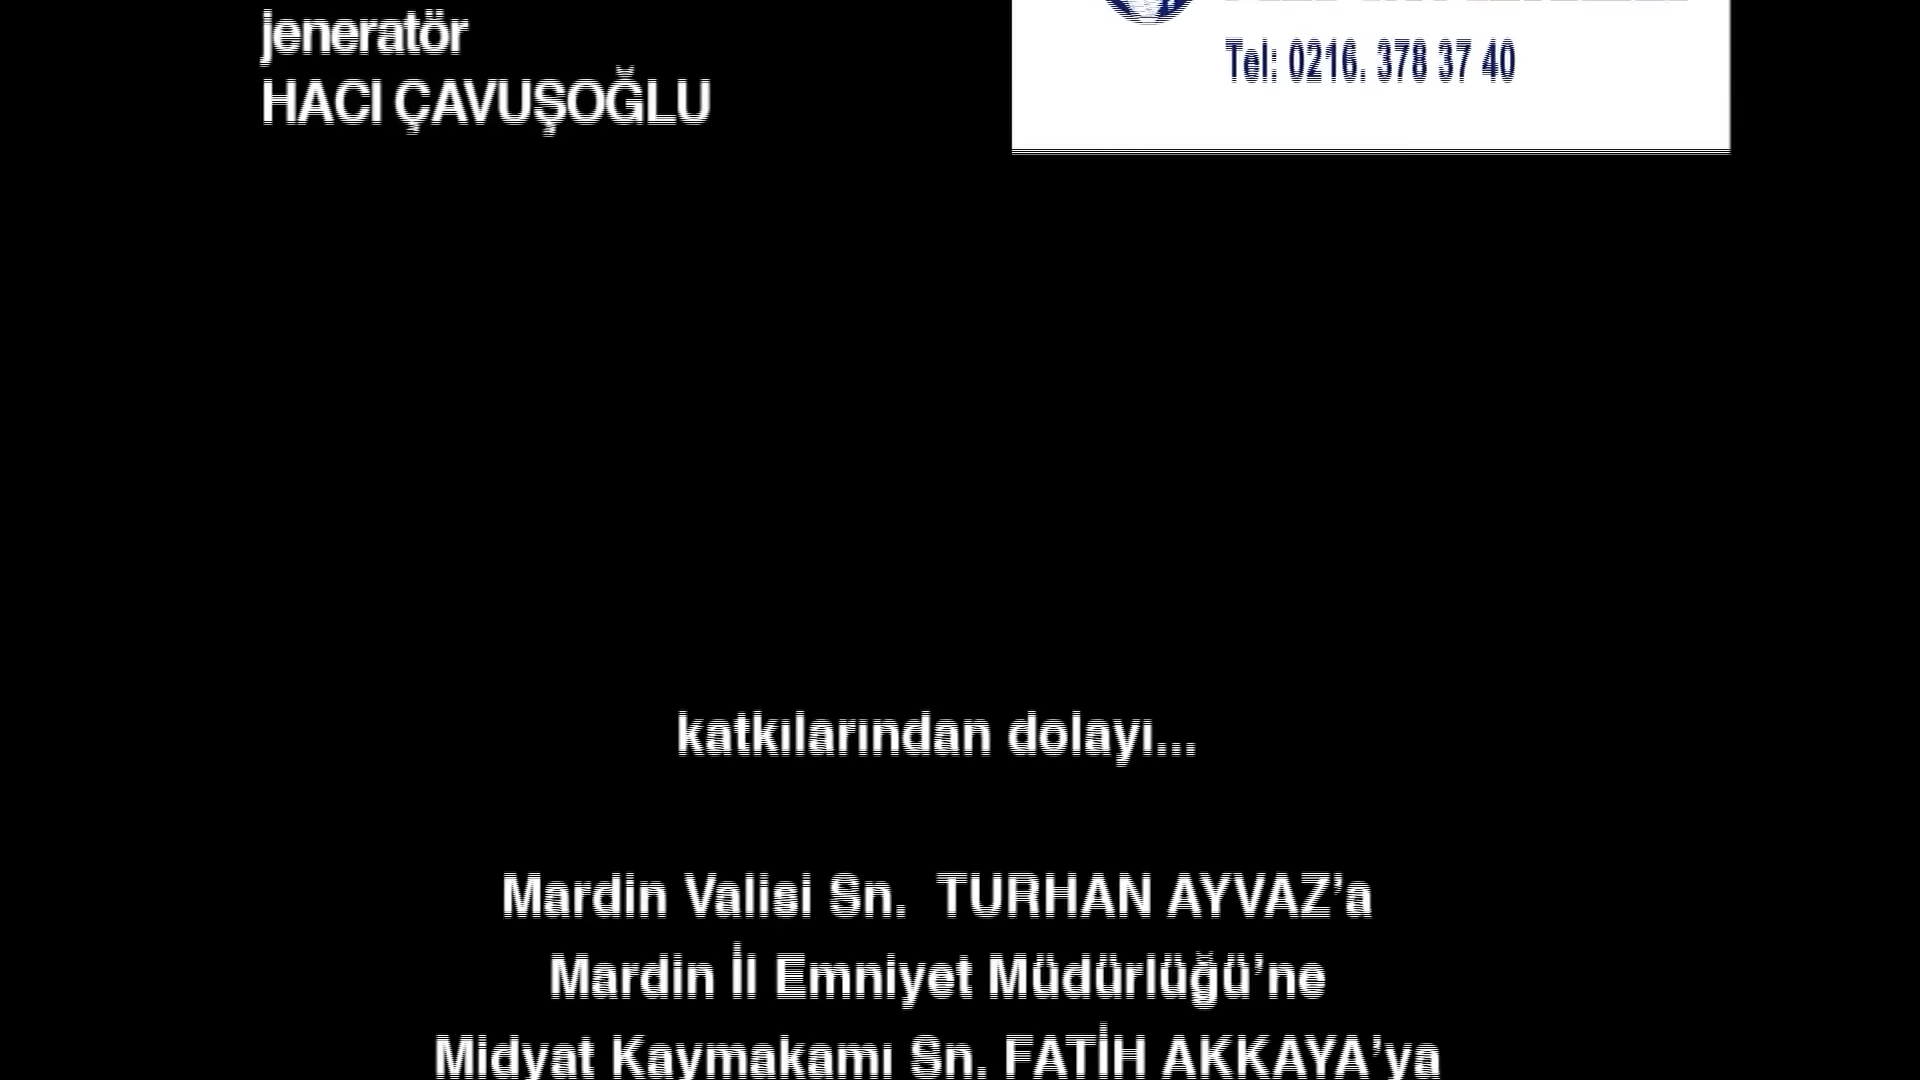 jeneratör
HACI ÇAVUŞOĞLU
Tel: 0216. 378 37 40
katkılarından dolayı...
Mardin Valisi Sn. TURHAN AYVAZ’a
Mardin İl Emniyet Müdürlüğü’ne
Midyat Kaymakamı Sn. FATİH AKKAYA’ya